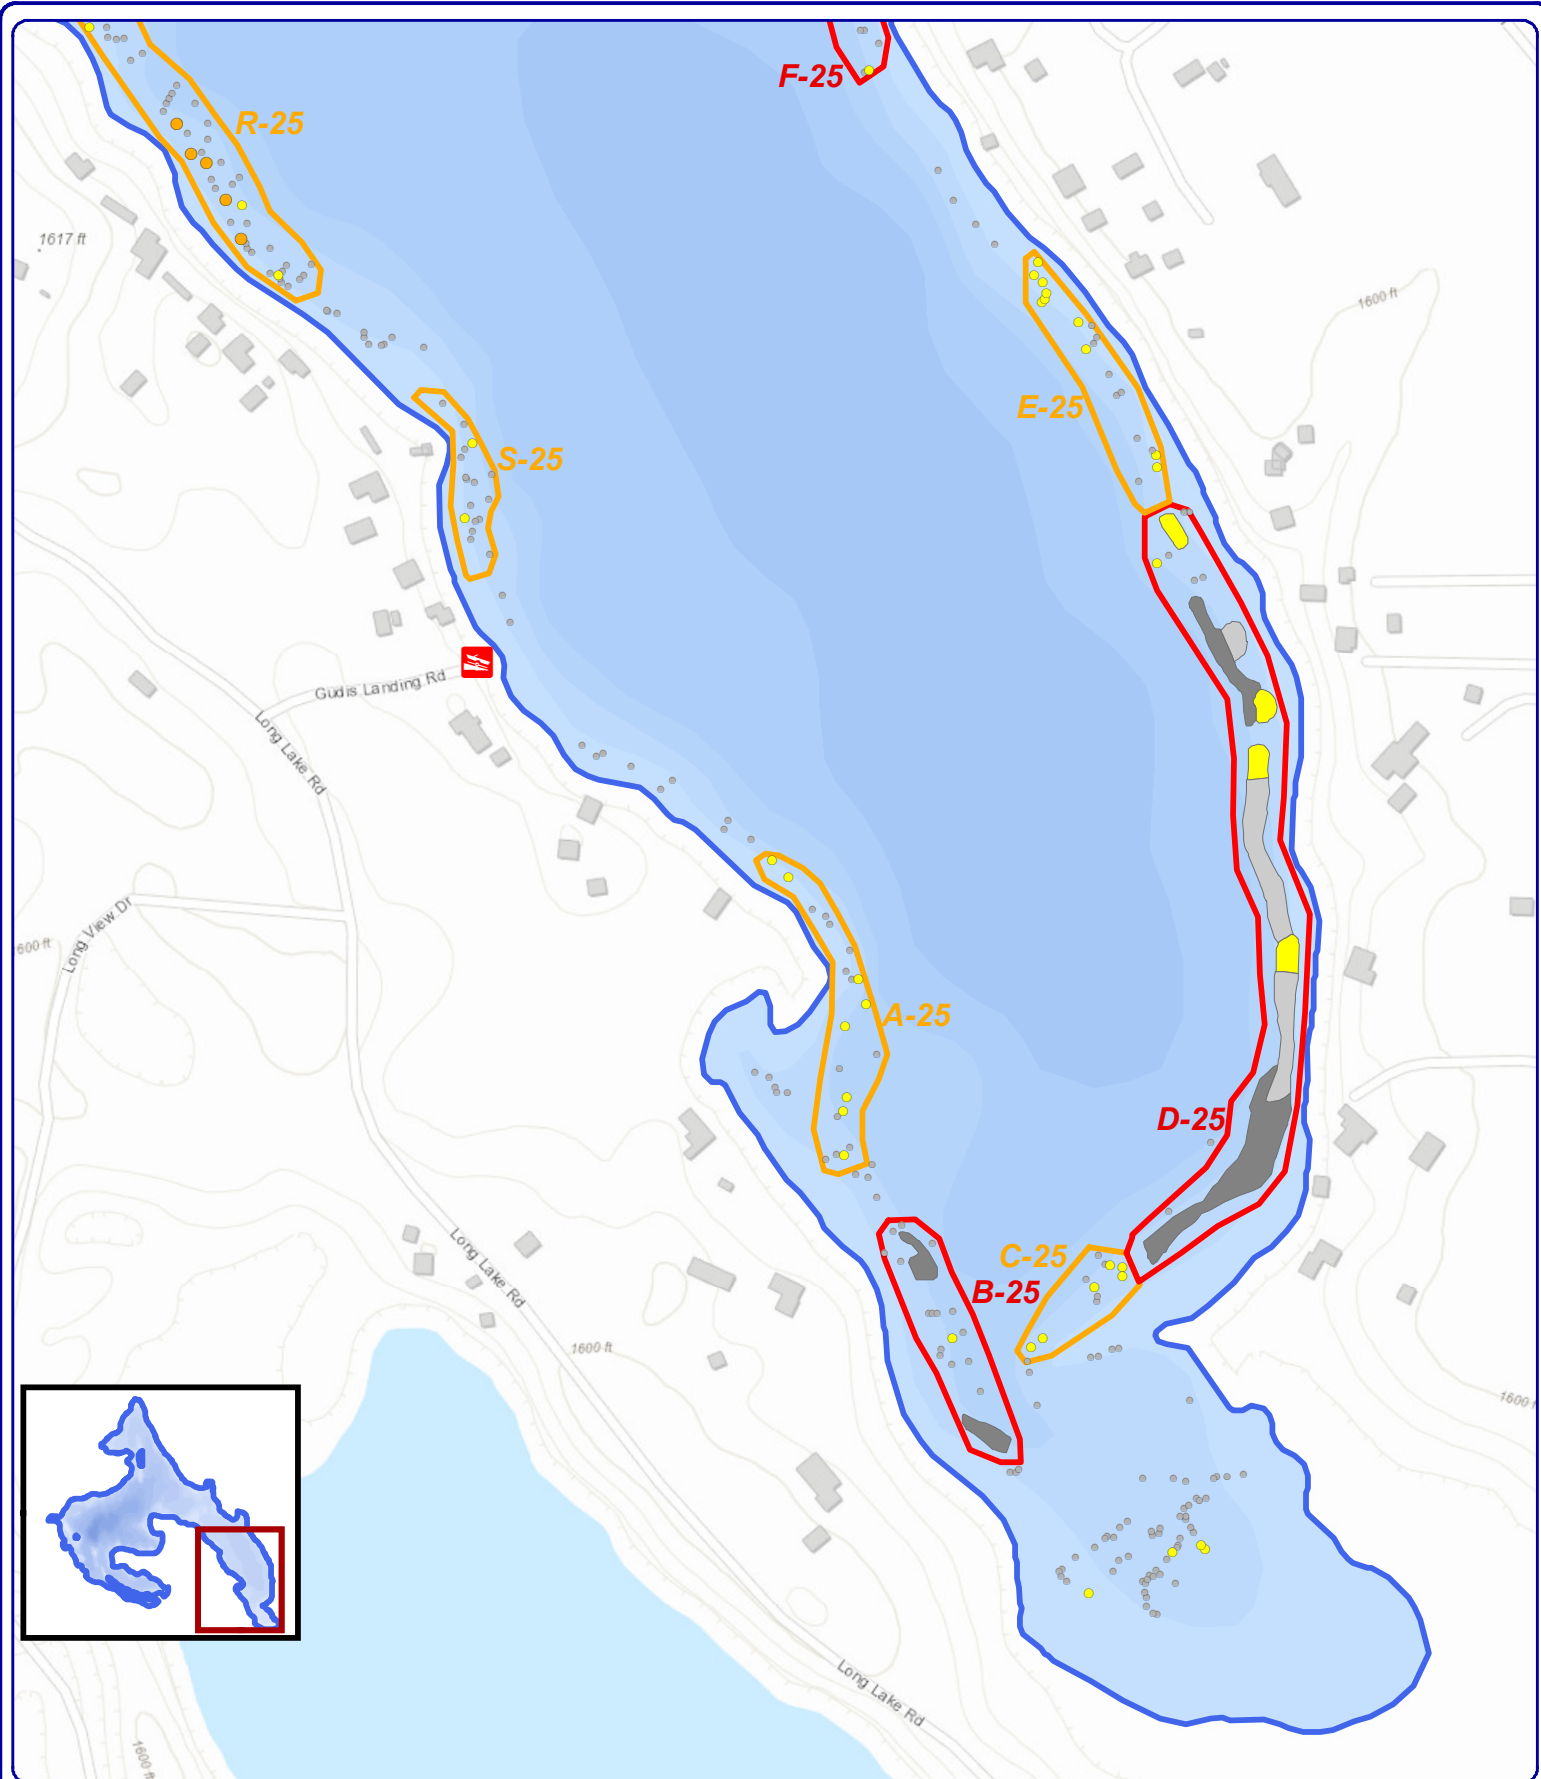 F-25
R-25
1617 ft
1600 ft
E-25
S-25
Gudis Landing Rd
Long Lake Rd
Long View Dr
600 ft
A-25
D-25
Long Lake Rd
C-25
B-25
1600 ft
1600 f
Long Lake Rd
1600 ft